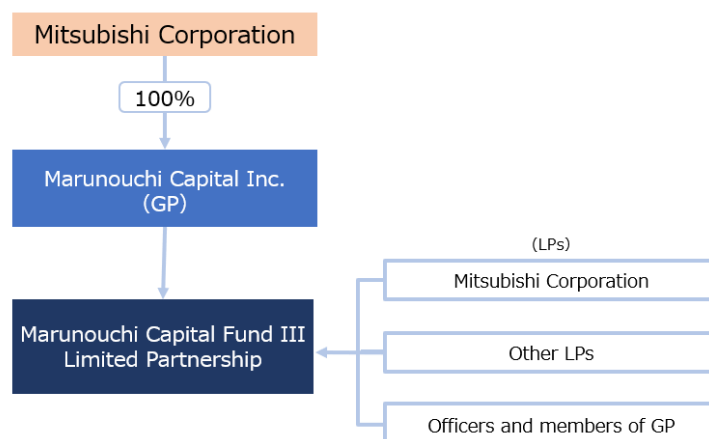 Mitsubishi Corporation
100%
Marunouchi Capital Inc.
(GP)
Marunouchi Capital Fund III
Limited Partnership
(LPs)
Mitsubishi Corporation
Other LPs
Officers and members of GP